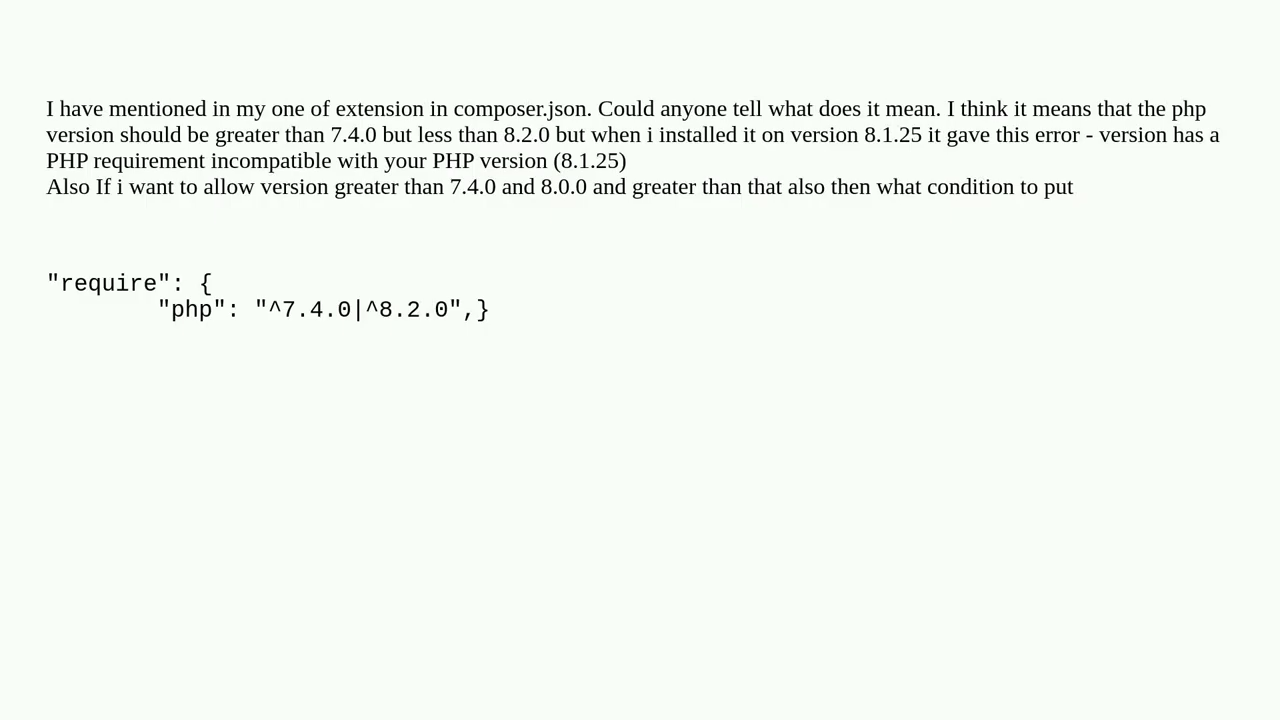 I have mentioned in my one of extension in composer.json. Could anyone tell what does it mean. I think it means that the php
version should be greater than 7.4.0 but less than 8.2.0 but when i installed it on version 8.1.25 it gave this error - version has a
PHP requirement incompatible with your PHP version (8.1.25)
Also If i want to allow version greater than 7.4.0 and 8.0.0 and greater than that also then what condition to put
"require": {
        "php": "^7.4.0|^8.2.0",}